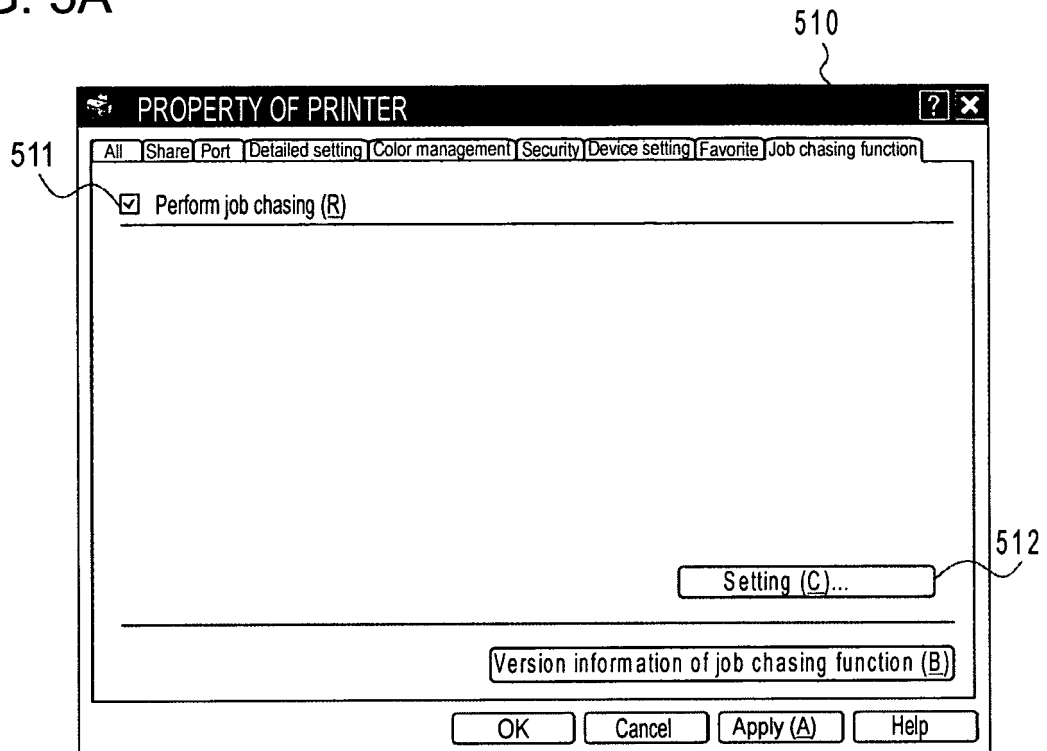 G. 5A
510
PROPERTY OF PRINTER ? X
511
All Share Port Detailed setting Color management Security Device setting Favorite Job chasing function
Perform job chasing (R)
512
Setting (C)...
Version information of job chasing function (B)
OK Cancel Apply (A) Help